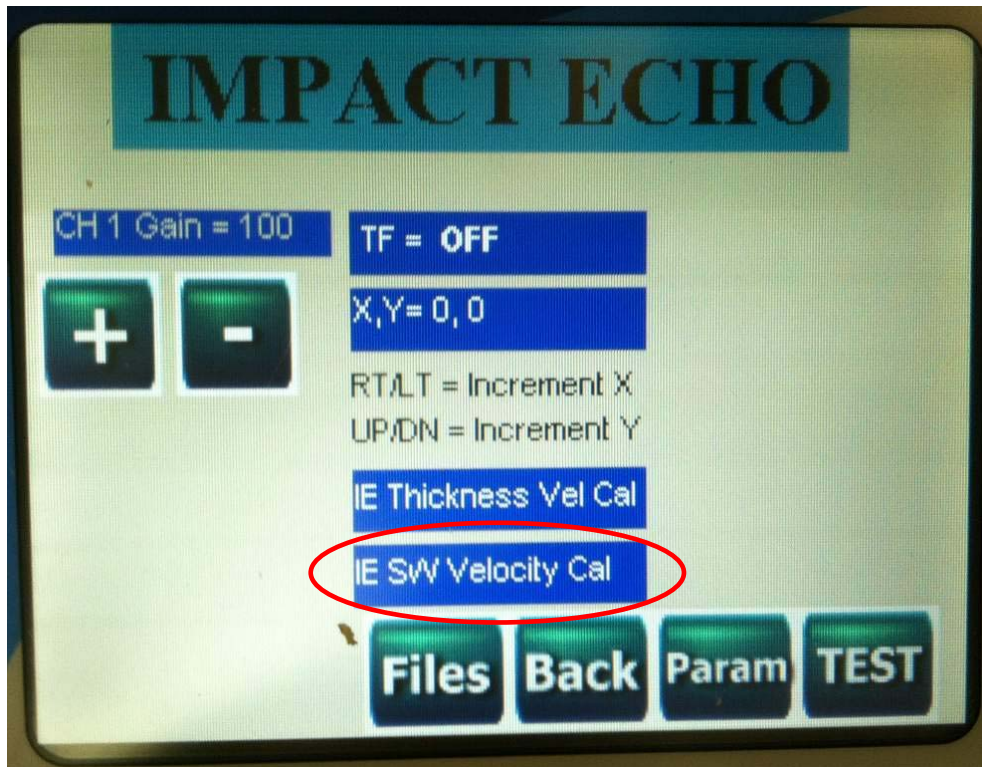 IMPACT ECHO
CH 1 Gain = 100
+ -
TF = OFF
X,Y= 0, 0
RT/LT = Increment X
UP/DN = Increment Y
IE Thickness Vel Cal
IE SW Velocity Cal
Files Back Param TEST